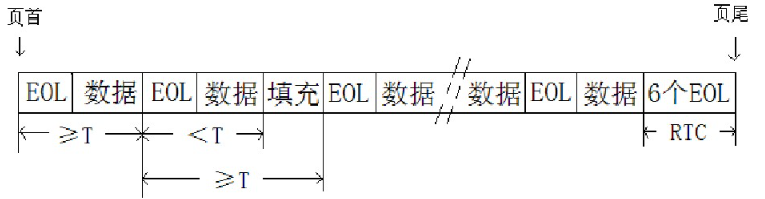 页首 页尾
EOL 数据 EOL 数据 填充 EOL 数据 数据 EOL 数据 6个EOL
≥T <T RTC
≥T